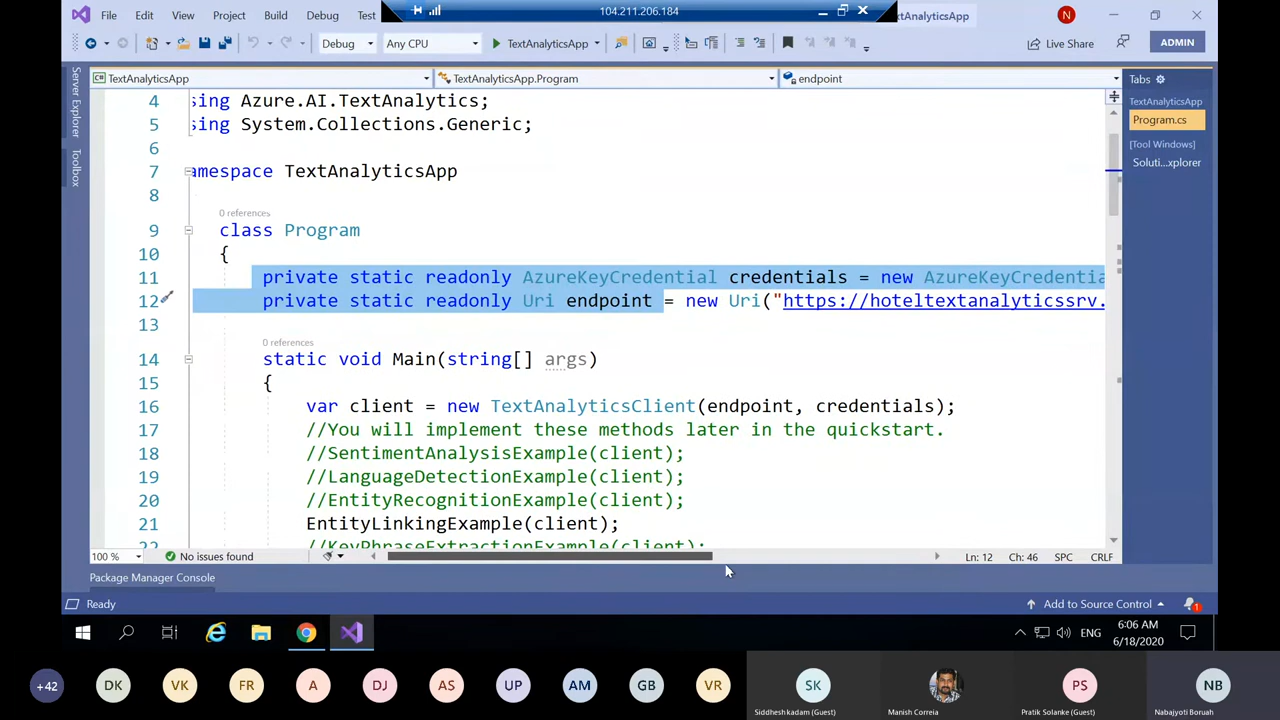 File Edit View Project Build Debug Test
104.211.206.184
extAnalyticsApp
N
Debug
Any CPU
TextAnalyticsApp
Live Share
ADMIN
TextAnalyticsApp
TextAnalyticsApp.Program
endpoint
Tabs
Server Explorer
Toolbox
TextAnalyticsApp
Program.cs
[Tool Windows]
Soluti...xplorer
4 sing Azure.AI.TextAnalytics;
5 sing System.Collections.Generic;
6
7 amespace TextAnalyticsApp
8
0 references
9 class Program
10 {
11 private static readonly AzureKeyCredential credentials = new AzureKeyCredentia
12 private static readonly Uri endpoint = new Uri("https://hoteltextanalyticssrv.
13
0 references
14 static void Main(string[] args)
15 {
16 var client = new TextAnalyticsClient(endpoint, credentials);
17 //You will implement these methods later in the quickstart.
18 //SentimentAnalysisExample(client);
19 //LanguageDetectionExample(client);
20 //EntityRecognitionExample(client);
21 EntityLinkingExample(client);
22 //KeyPhraseExtractionExample(client);
100 % No issues found Ln: 12 Ch: 46 SPC CRLF
Package Manager Console
Ready
Add to Source Control
1
ENG
6:06 AM
6/18/2020
+42 DK VK FR A DJ AS UP AM GB VR SK PS NB
Siddhesh kadam (Guest) Manish Correia Pratik Solanke (Guest) Nabajyoti Boruah